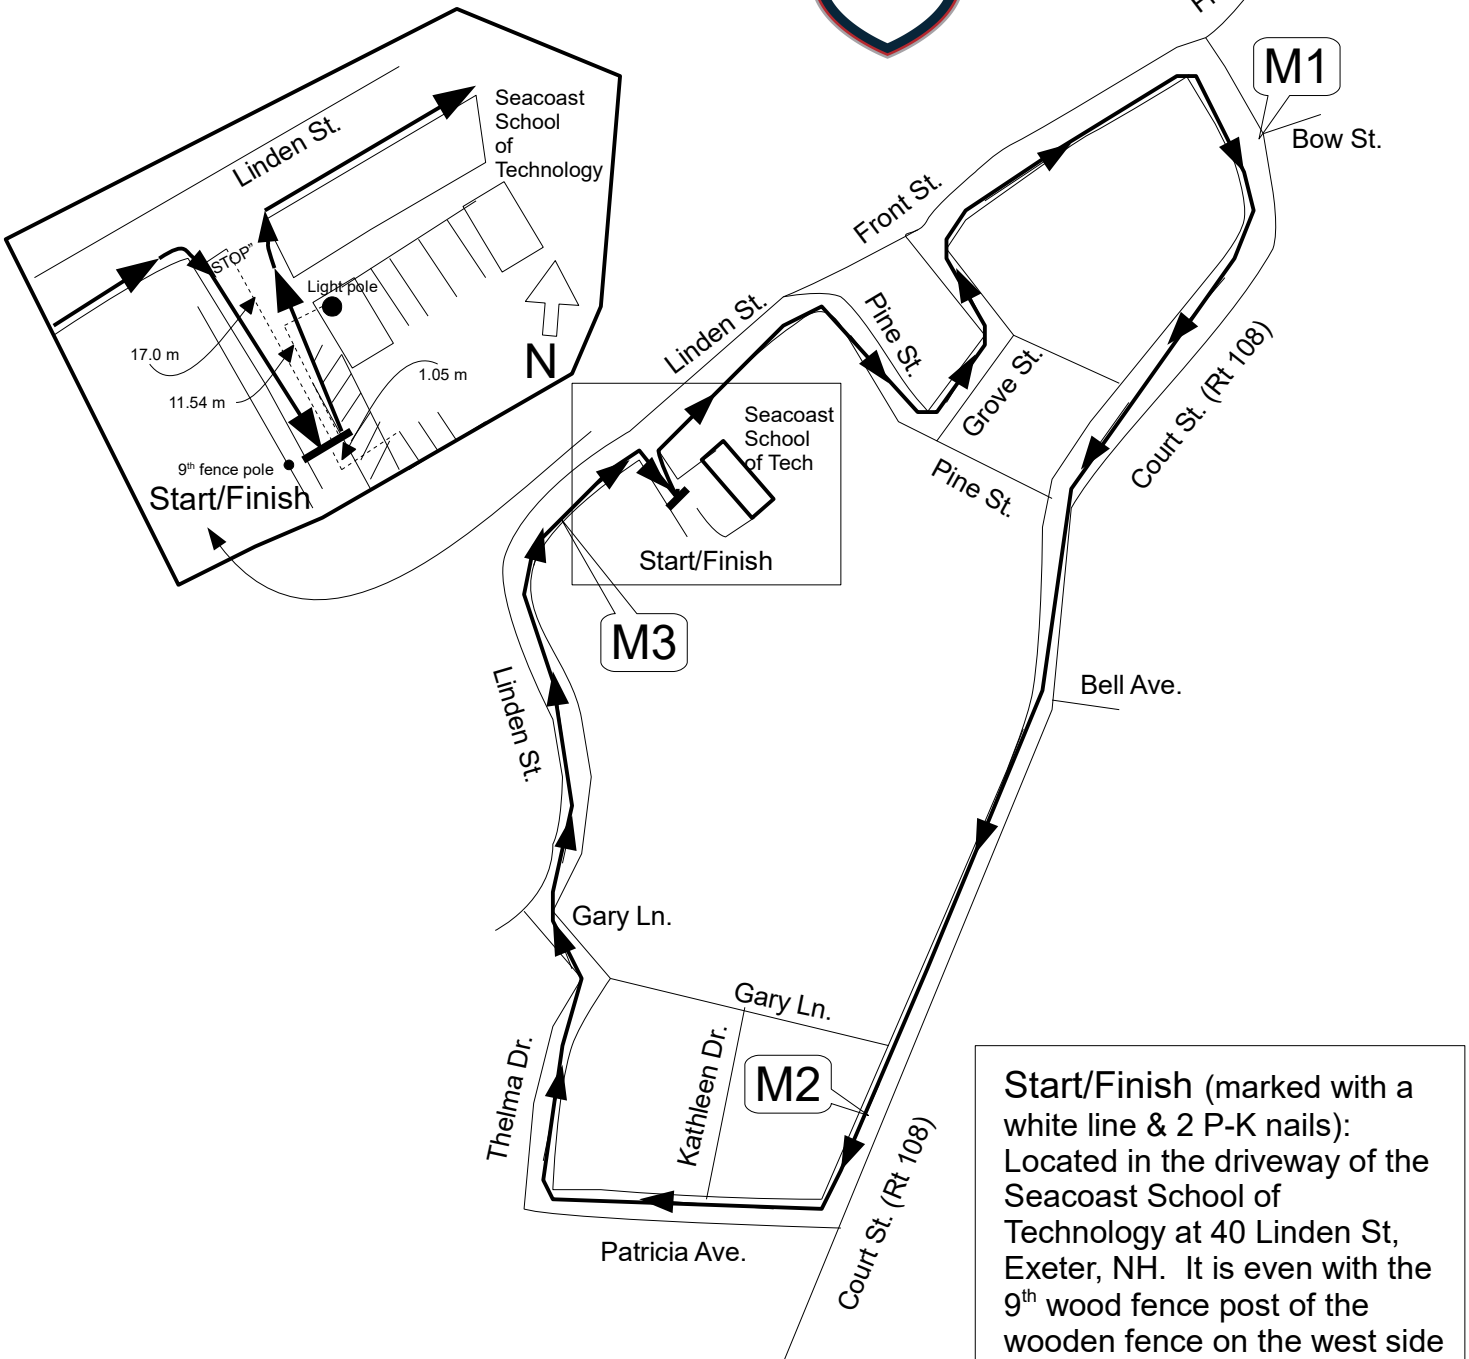 Linden St.
Seacoast
School
of
Technology
STOP"
Light pole
17.0 m
11.54 m
1.05 m
N
9th fence pole
Start/Finish
M1
Bow St.
Front St.
Linden St.
Pine St.
Grove St.
Pine St.
Court St. (Rt 108)
Seacoast
School
of Tech
Start/Finish
M3
Linden St.
Bell Ave.
Gary Ln.
Gary Ln.
Thelma Dr.
Kathleen Dr.
M2
Court St. (Rt 108)
Patricia Ave.
Start/Finish (marked with a
white line & 2 P-K nails):
Located in the driveway of the
Seacoast School of
Technology at 40 Linden St,
Exeter, NH. It is even with the
9th wood fence post of the
wooden fence on the west side